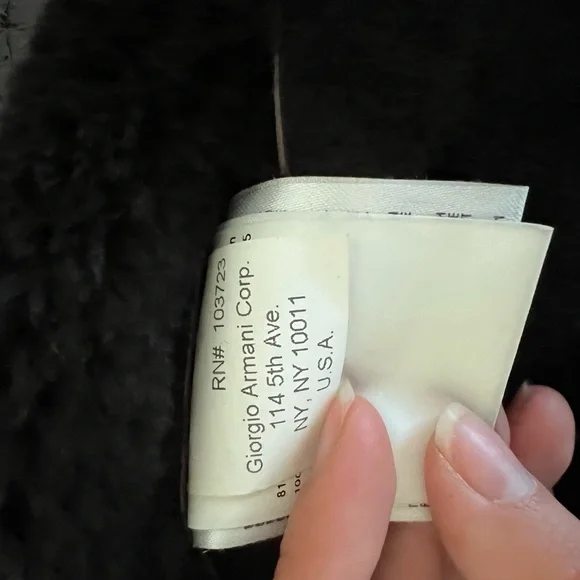 RN# 103723
Giorgio Armani Corp.
114 5th Ave.
NY, NY 10011
U.S.A.